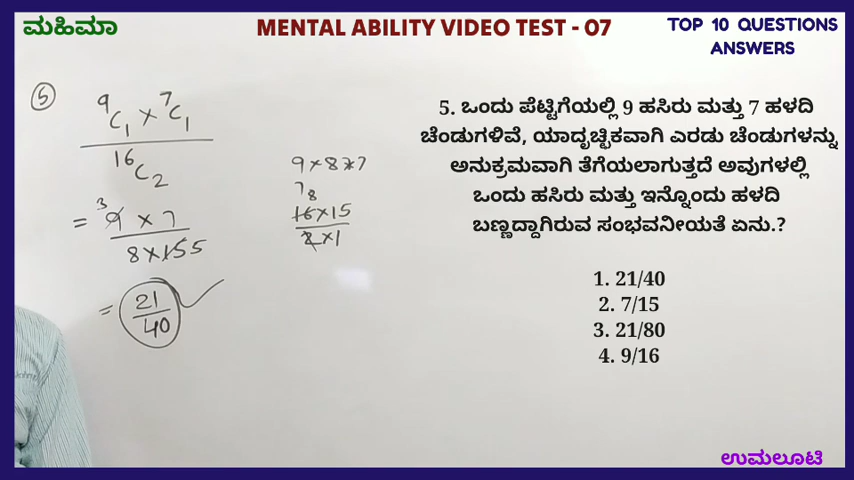 ಮಹಿಮಾ
MENTAL ABILITY VIDEO TEST - 07
TOP 10 QUESTIONS
ANSWERS
5
⁹C₁ × ⁷C₁
¹⁶C₂
= 9 3 × 7
8 × 15 5
= 21
40
9 × 8 × 7
7 8
16 × 15
2 × 1
5. ಒಂದು ಪೆಟ್ಟಿಗೆಯಲ್ಲಿ 9 ಹಸಿರು ಮತ್ತು 7 ಹಳದಿ
ಚೆಂಡುಗಳಿವೆ, ಯಾದೃಚ್ಛಿಕವಾಗಿ ಎರಡು ಚೆಂಡುಗಳನ್ನು
ಅನುಕ್ರಮವಾಗಿ ತೆಗೆಯಲಾಗುತ್ತದೆ ಅವುಗಳಲ್ಲಿ
ಒಂದು ಹಸಿರು ಮತ್ತು ಇನ್ನೊಂದು ಹಳದಿ
ಬಣ್ಣದ್ದಾಗಿರುವ ಸಂಭವನೀಯತೆ ಏನು.?
1. 21/40
2. 7/15
3. 21/80
4. 9/16
ಉಮಲೂಟಿ